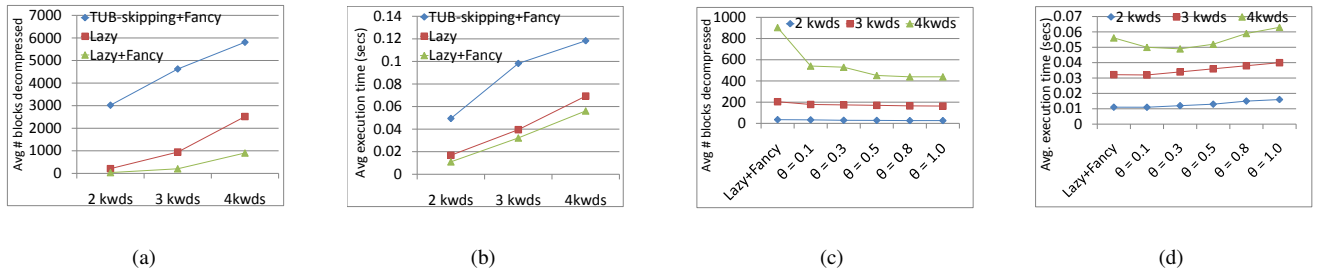 Avg # blocks decompressed
7000
6000
5000
4000
3000
2000
1000
0
TUB-skipping+Fancy
Lazy
Lazy+Fancy
2 kwds 3 kwds 4kwds
(a)
Avg execution time (secs)
0.14
0.12
0.1
0.08
0.06
0.04
0.02
0
TUB-skipping+Fancy
Lazy
Lazy+Fancy
2 kwds 3 kwds 4kwds
(b)
Avg # blocks decompressed
1000
800
600
400
200
0
2 kwds 3 kwds 4kwds
Lazy+Fancy θ = 0.1 θ = 0.3 θ = 0.5 θ = 0.8 θ = 1.0
(c)
Avg. execution time (secs)
0.07
0.06
0.05
0.04
0.03
0.02
0.01
0
2 kwds 3 kwds 4kwds
Lazy+Fancy θ = 0.1 θ = 0.3 θ = 0.5 θ = 0.8 θ = 1.0
(d)